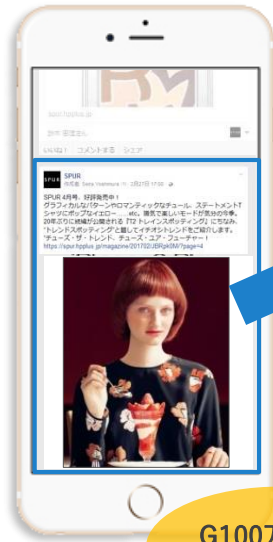 spur.hpplus.jp
いいね！ コメントする シェア
SPUR
SPUR
SPUR 4月号、好評発売中！
グラフィカルなパターンやロマンティックなチュール、ステートメントT
シャツにポップなイエロー……etc. 陽気で楽しいモードが気分の今季。
20年ぶりに続編が公開される『T2 トレインスポッティング』にちなみ、
"トレンドスポッティング"と題してイチオシトレンドをご紹介します。
"チューズ・ザ・トレンド、チューズ・ユア・フューチャー！
G1007